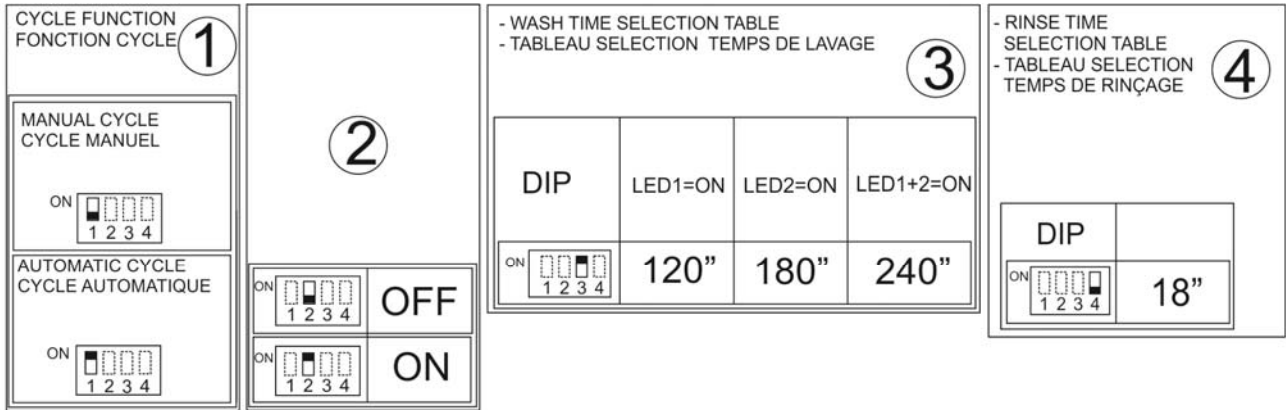 CYCLE FUNCTION
FONCTION CYCLE
1
MANUAL CYCLE
CYCLE MANUEL
ON
1 2 3 4
AUTOMATIC CYCLE
CYCLE AUTOMATIQUE
ON
1 2 3 4
2
ON
1 2 3 4
OFF
ON
1 2 3 4
ON
- WASH TIME SELECTION TABLE
- TABLEAU SELECTION TEMPS DE LAVAGE
3
DIP LED1=ON LED2=ON LED1+2=ON
ON
1 2 3 4
120” 180” 240”
- RINSE TIME
SELECTION TABLE
- TABLEAU SELECTION
TEMPS DE RINÇAGE
4
DIP
ON
1 2 3 4
18”